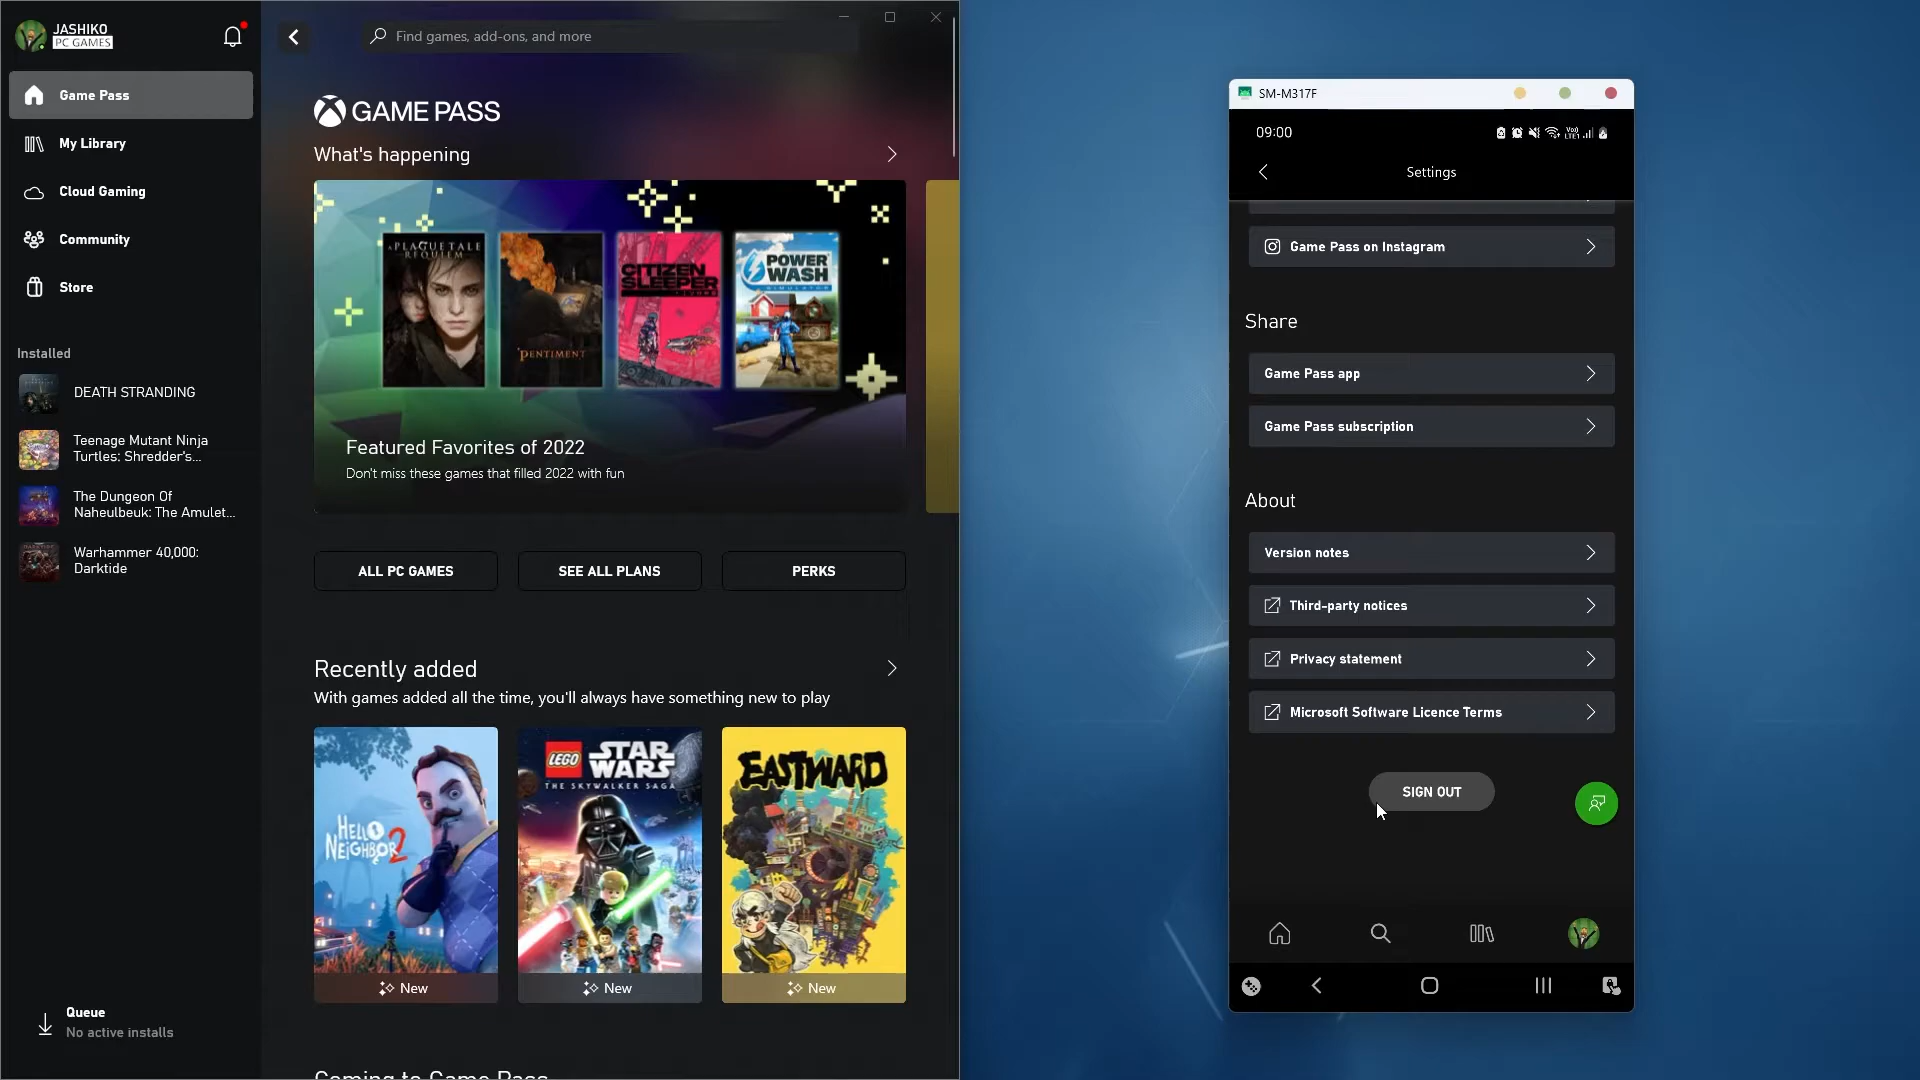 JASHIKO
PC GAMES
Find games, add-ons, and more
Game Pass
My Library
Cloud Gaming
Community
Store
Installed
DEATH STRANDING
Teenage Mutant Ninja
Turtles: Shredder's...
The Dungeon Of
Naheulbeuk: The Amulet...
Warhammer 40,000:
Darktide
Queue
No active installs
GAME PASS
What's happening
A PLAGUE TALE
REQUIEM
PENTIMENT
CITIZEN
SLEEPER
POWER
WASH
SIMULATOR
Featured Favorites of 2022
Don't miss these games that filled 2022 with fun
ALL PC GAMES
SEE ALL PLANS
PERKS
Recently added
With games added all the time, you'll always have something new to play
HELLO
NEIGHBOR 2
LEGO STAR
WARS
THE SKYWALKER SAGA
EASTWARD
New
New
New
Coming to Game Pass
SM-M317F
09:00
Settings
Game Pass on Instagram
Share
Game Pass app
Game Pass subscription
About
Version notes
Third-party notices
Privacy statement
Microsoft Software Licence Terms
SIGN OUT